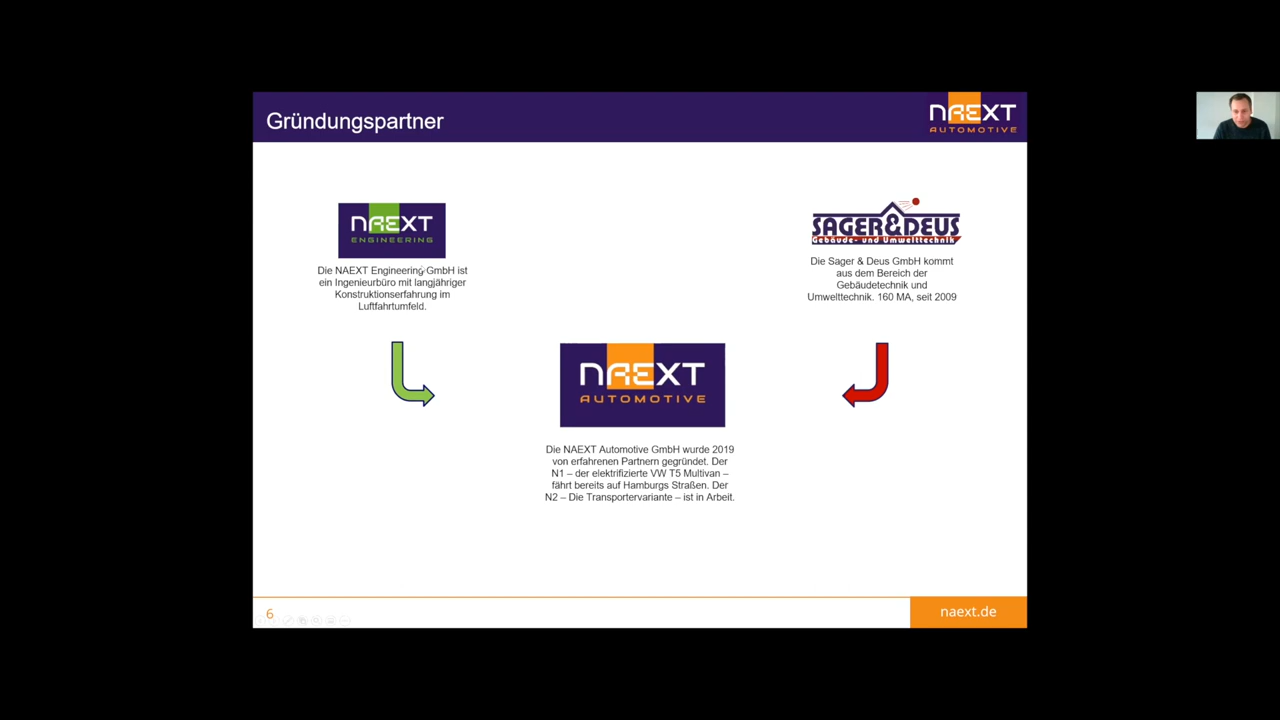 Gründungspartner
NAEXT
AUTOMOTIVE
NAEXT
ENGINEERING
Die NAEXT Engineering GmbH ist
ein Ingenieurbüro mit langjähriger
Konstruktionserfahrung im
Luftfahrtumfeld.
SAGER&DEUS
Gebäude- und Umwelttechnik
Die Sager & Deus GmbH kommt
aus dem Bereich der
Gebäudetechnik und
Umwelttechnik. 160 MA, seit 2009
NAEXT
AUTOMOTIVE
Die NAEXT Automotive GmbH wurde 2019
von erfahrenen Partnern gegründet. Der
N1 – der elektrifizierte VW T5 Multivan –
fährt bereits auf Hamburgs Straßen. Der
N2 – Die Transportervariante – ist in Arbeit.
6
naext.de